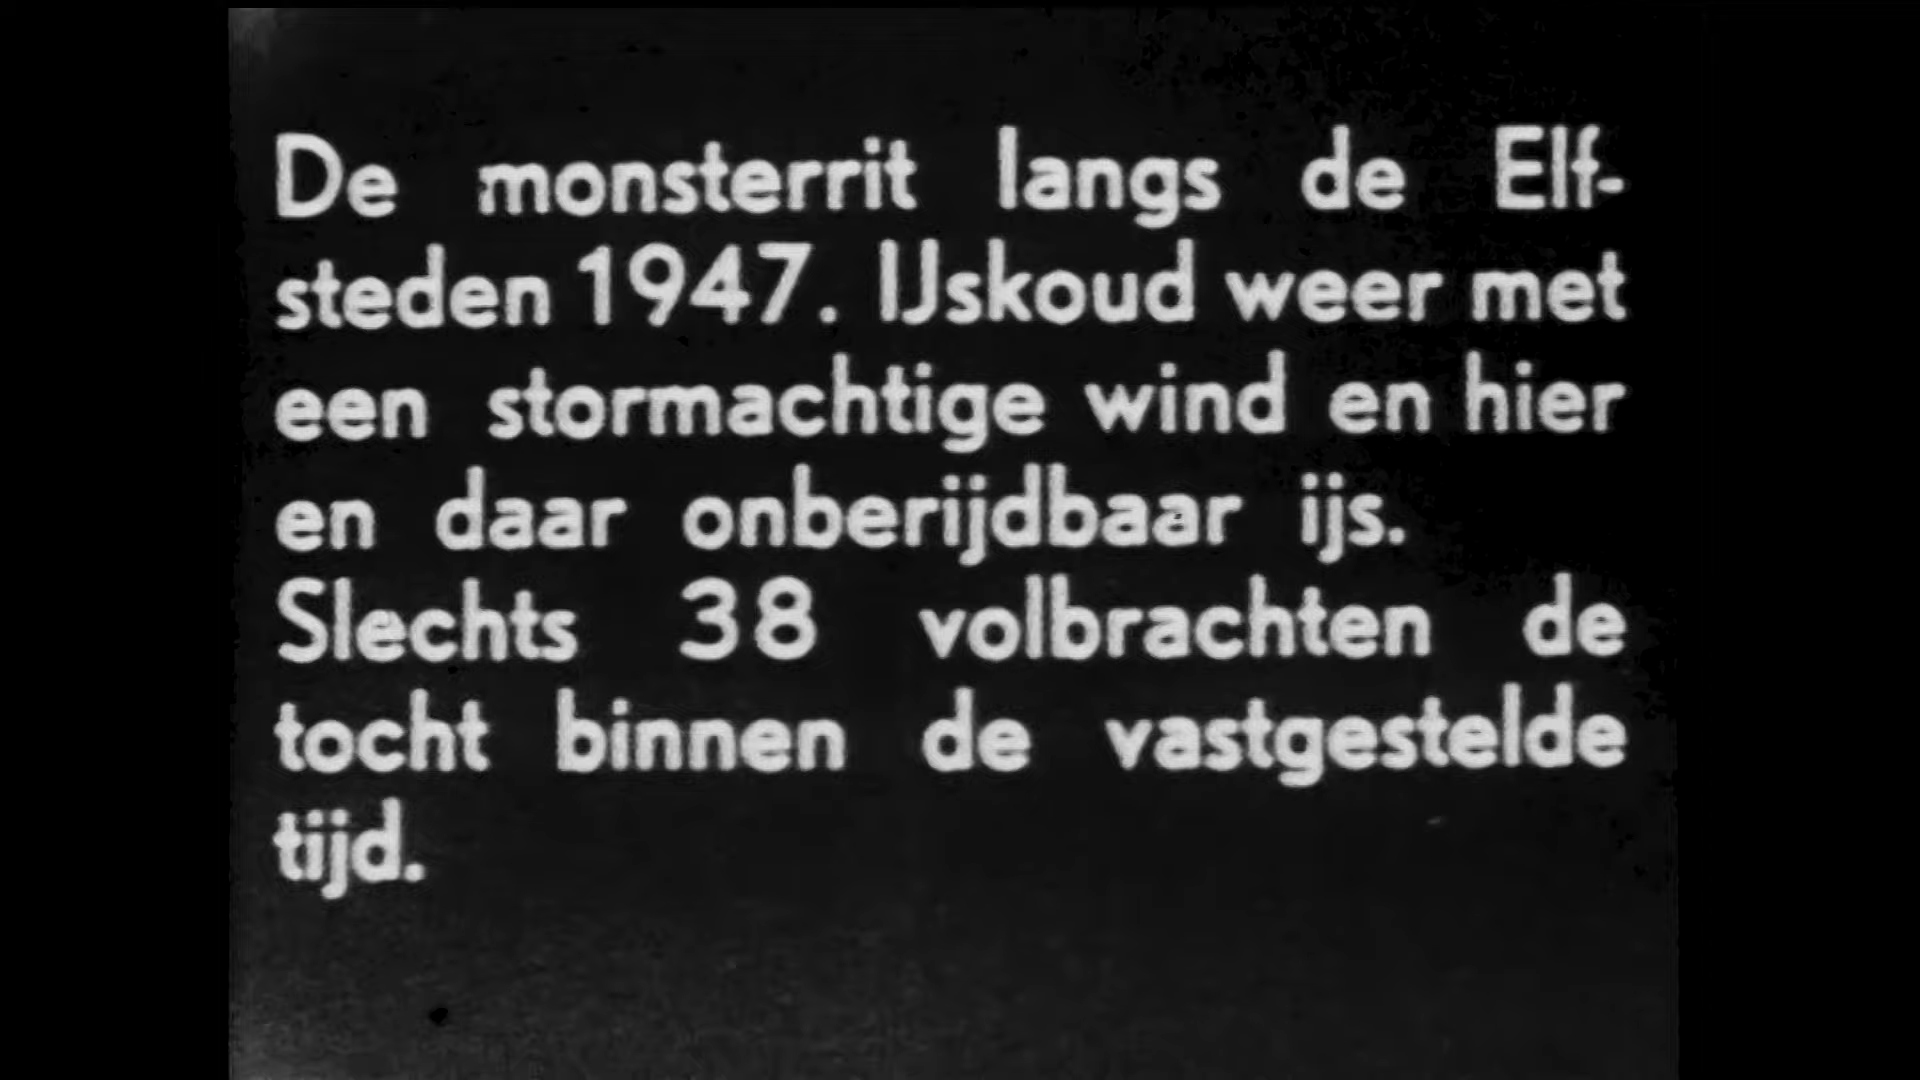 De monsterrit langs de Elf-
steden 1947. IJskoud weer met
een stormachtige wind en hier
en daar onberijdbaar ijs.
Slechts 38 volbrachten de
tocht binnen de vastgestelde
tijd.